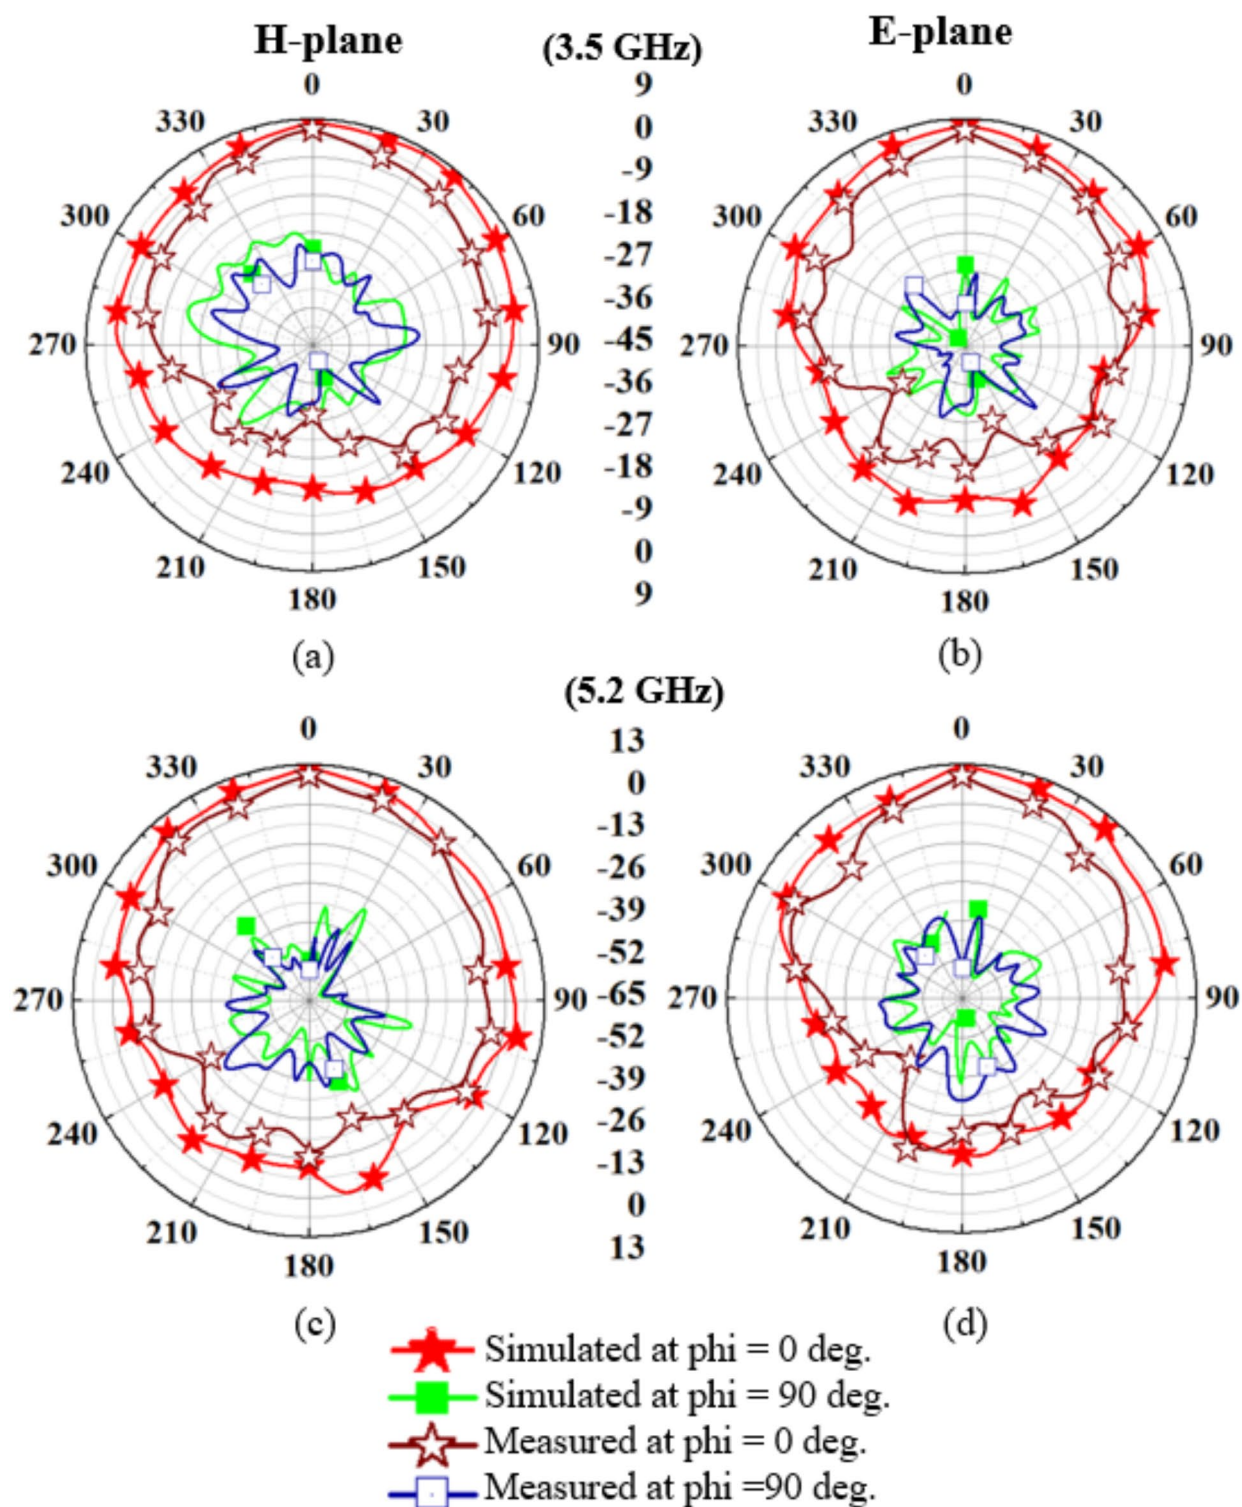 H-plane (3.5 GHz) E-plane
0 9 0
330 30 0 330 30
-9
300 60 -18 300 60
-27
-36
270 90 -45 270 90
-36
-27
240 120 -18 240 120
-9
210 150 0 210 150
180 9 180
(a) (b)
(5.2 GHz)
0 13 0
330 30 0 330 30
-13
300 60 -26 300 60
-39
-52
270 90 -65 270 90
-52
-39
240 120 -26 240 120
-13
210 150 0 210 150
180 13 180
(c) (d)
Simulated at phi = 0 deg.
Simulated at phi = 90 deg.
Measured at phi = 0 deg.
Measured at phi =90 deg.